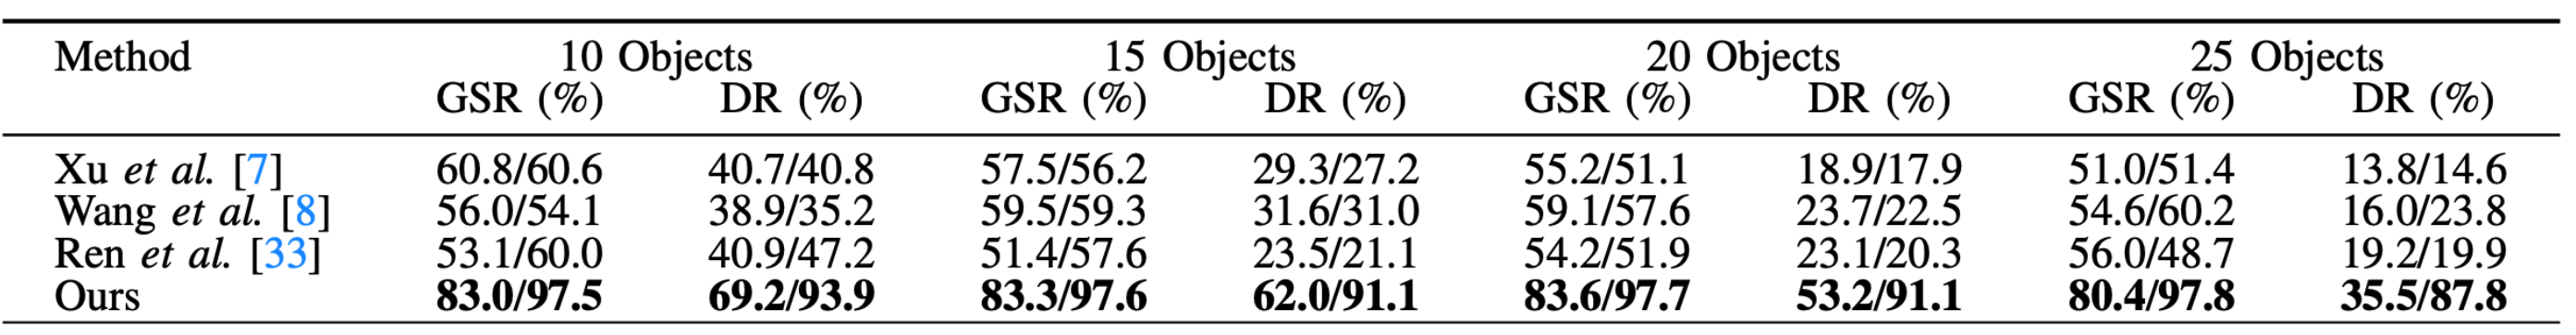 Method 10 Objects 15 Objects 20 Objects 25 Objects
GSR (%) DR (%) GSR (%) DR (%) GSR (%) DR (%) GSR (%) DR (%)
Xu et al. [7] 60.8/60.6 40.7/40.8 57.5/56.2 29.3/27.2 55.2/51.1 18.9/17.9 51.0/51.4 13.8/14.6
Wang et al. [8] 56.0/54.1 38.9/35.2 59.5/59.3 31.6/31.0 59.1/57.6 23.7/22.5 54.6/60.2 16.0/23.8
Ren et al. [33] 53.1/60.0 40.9/47.2 51.4/57.6 23.5/21.1 54.2/51.9 23.1/20.3 56.0/48.7 19.2/19.9
Ours 83.0/97.5 69.2/93.9 83.3/97.6 62.0/91.1 83.6/97.7 53.2/91.1 80.4/97.8 35.5/87.8